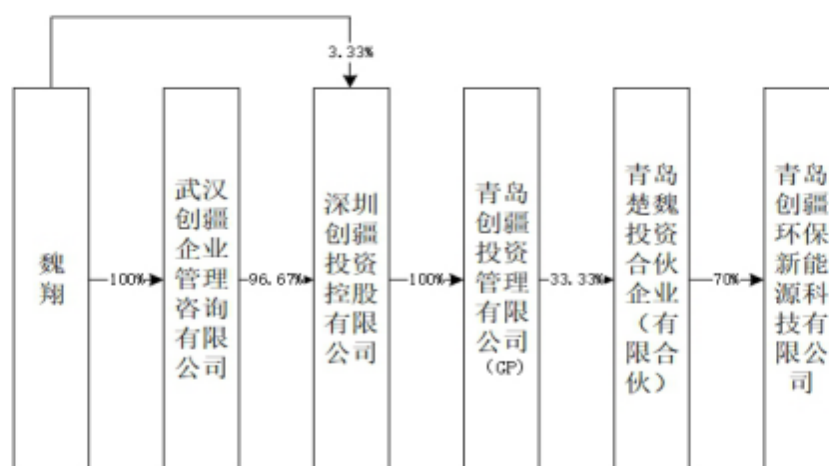 3.33%
魏
翔
100%
武汉
创疆
企业
管理
咨询
有限
公司
96.67%
深圳
创疆
投资
控股
有限
公司
100%
青岛
创疆
投资
管理
有限
公司
（GP）
33.33%
青岛
楚魏
投资
合伙
企业
（有
限合
伙）
70%
青岛
创疆
环保
新能
源科
技有
限公
司